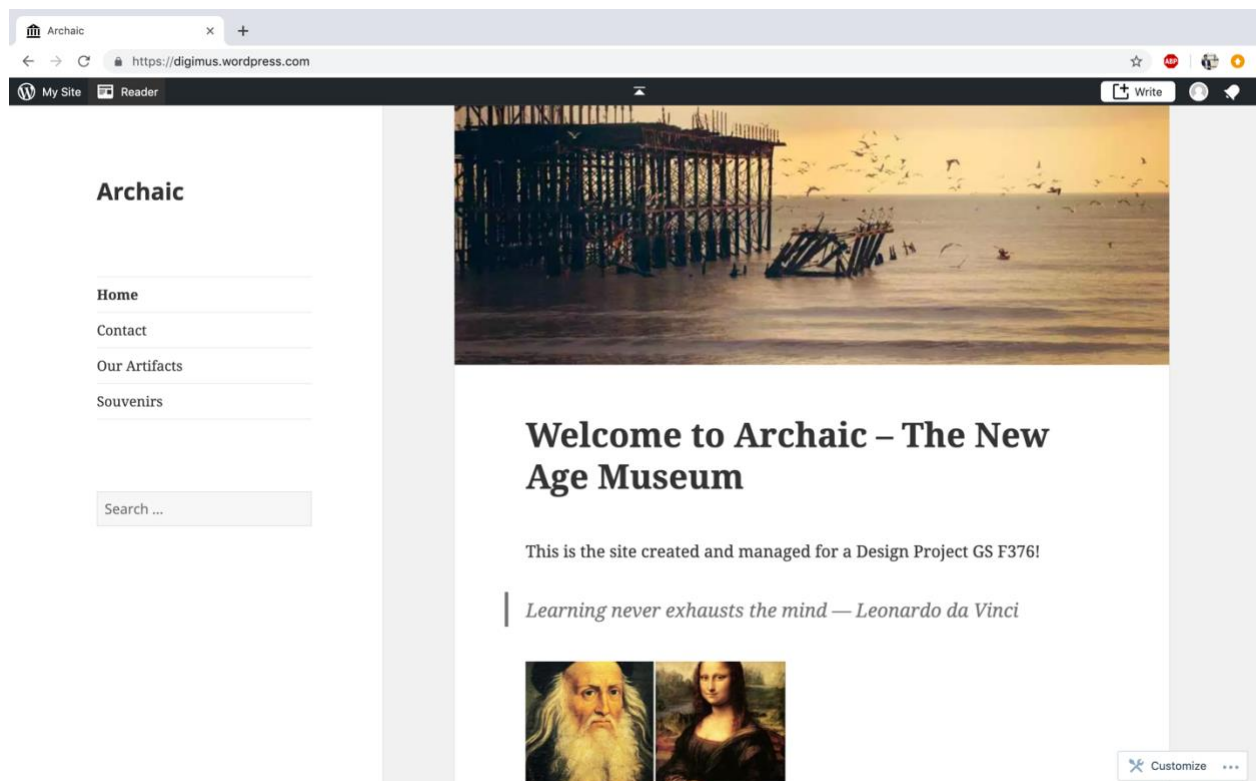 Archaic
https://digimus.wordpress.com
ABP
My Site
Reader
Write
Archaic
Home
Contact
Our Artifacts
Souvenirs
Search ...
Welcome to Archaic – The New
Age Museum
This is the site created and managed for a Design Project GS F376!
Learning never exhausts the mind — Leonardo da Vinci
Customize